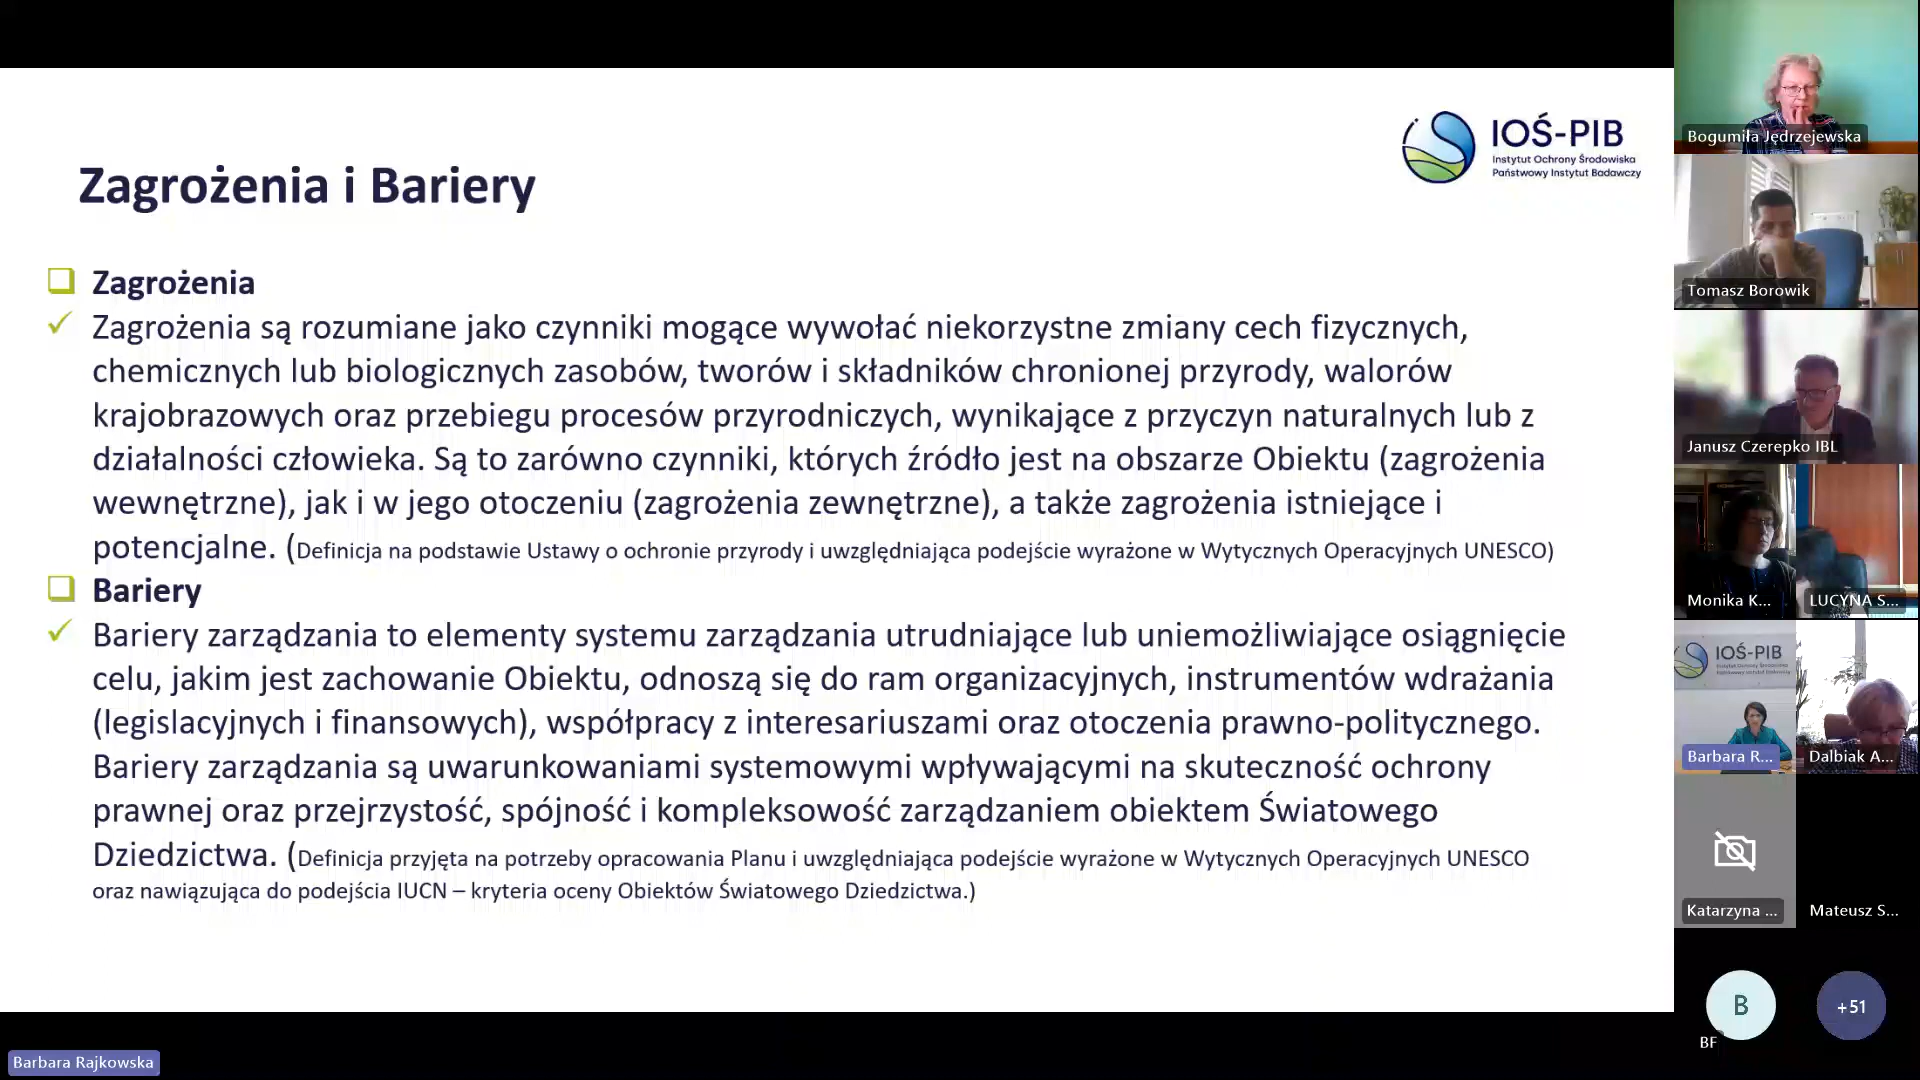 Zagrożenia i Bariery
IOŚ-PIB
Instytut Ochrony Środowiska
Państwowy Instytut Badawczy
Zagrożenia
Zagrożenia są rozumiane jako czynniki mogące wywołać niekorzystne zmiany cech fizycznych,
chemicznych lub biologicznych zasobów, tworów i składników chronionej przyrody, walorów
krajobrazowych oraz przebiegu procesów przyrodniczych, wynikające z przyczyn naturalnych lub z
działalności człowieka. Są to zarówno czynniki, których źródło jest na obszarze Obiektu (zagrożenia
wewnętrzne), jak i w jego otoczeniu (zagrożenia zewnętrzne), a także zagrożenia istniejące i
potencjalne. (Definicja na podstawie Ustawy o ochronie przyrody i uwzględniająca podejście wyrażone w Wytycznych Operacyjnych UNESCO)
Bariery
Bariery zarządzania to elementy systemu zarządzania utrudniające lub uniemożliwiające osiągnięcie
celu, jakim jest zachowanie Obiektu, odnoszą się do ram organizacyjnych, instrumentów wdrażania
(legislacyjnych i finansowych), współpracy z interesariuszami oraz otoczenia prawno-politycznego.
Bariery zarządzania są uwarunkowaniami systemowymi wpływającymi na skuteczność ochrony
prawnej oraz przejrzystość, spójność i kompleksowość zarządzaniem obiektem Światowego
Dziedzictwa. (Definicja przyjęta na potrzeby opracowania Planu i uwzględniająca podejście wyrażone w Wytycznych Operacyjnych UNESCO
oraz nawiązująca do podejścia IUCN – kryteria oceny Obiektów Światowego Dziedzictwa.)
Barbara Rajkowska
Bogumiła Jędrzejewska
Tomasz Borowik
Janusz Czerepko IBL
Monika K...
LUCYNA S...
IOŚ-PIB
Barbara R...
Dalbiak A...
Katarzyna ...
Mateusz S...
B
+51
BF